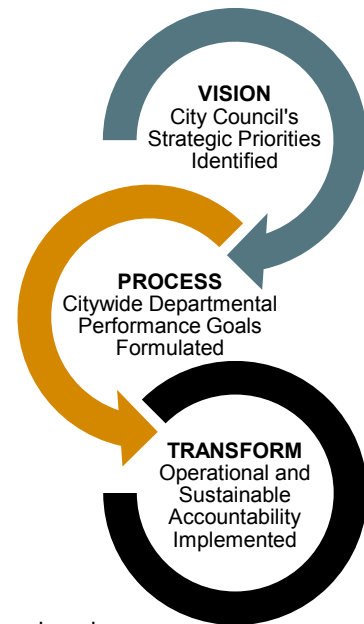 VISION
City Council's
Strategic Priorities
Identified
PROCESS
Citywide Departmental
Performance Goals
Formulated
TRANSFORM
Operational and
Sustainable
Accountability
Implemented